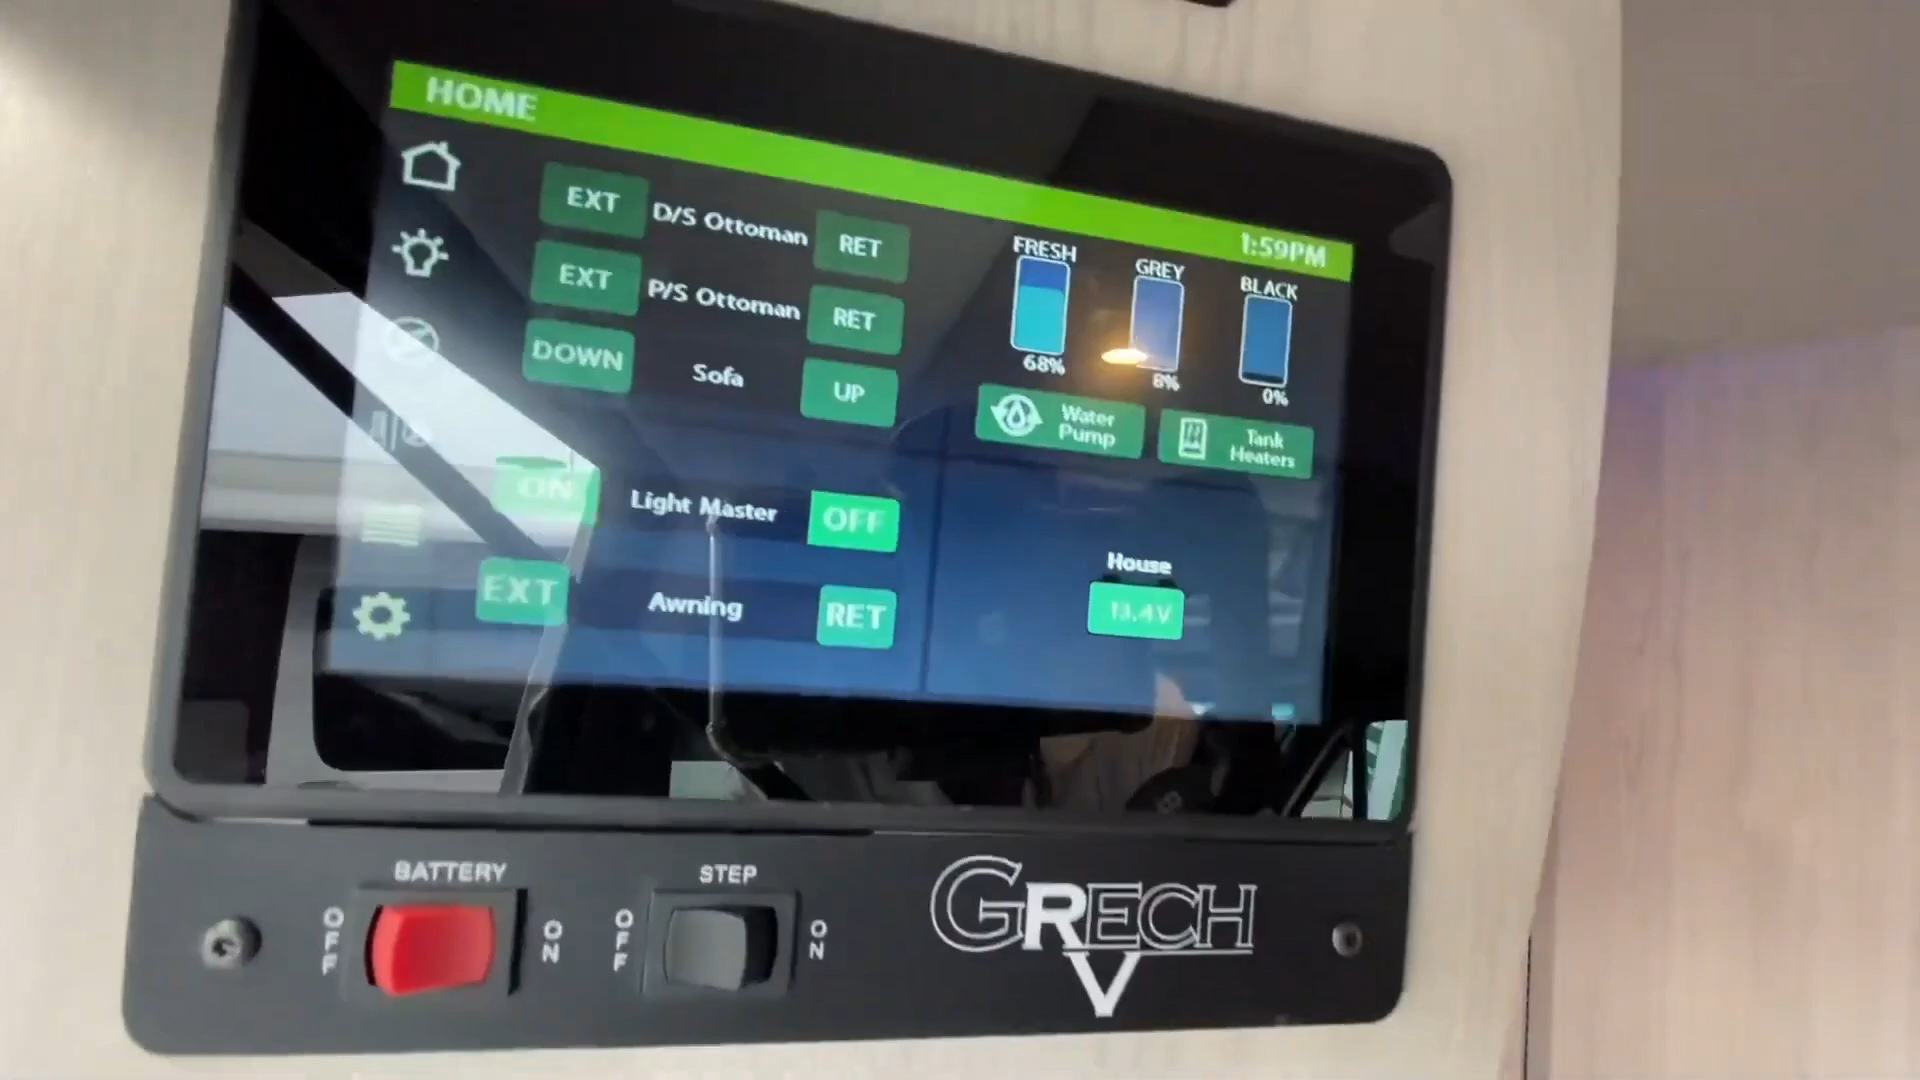 HOME
1:59PM
EXT D/S Ottoman RET
EXT P/S Ottoman RET
DOWN Sofa UP
FRESH GREY BLACK
68% 8% 0%
Water Pump
Tank Heaters
ON Light Master OFF
EXT Awning RET
House
13.4V
BATTERY
OFF ON
STEP
OFF ON
GRECH
RV